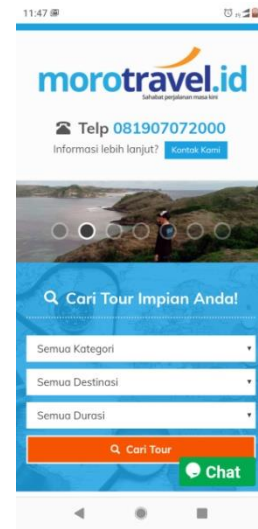 11:47
morotravel.id
Sahabat perjalanan masa kini
Telp 081907072000
Informasi lebih lanjut? Kontak Kami
Cari Tour Impian Anda!
Semua Kategori
Semua Destinasi
Semua Durasi
Cari Tour
Chat